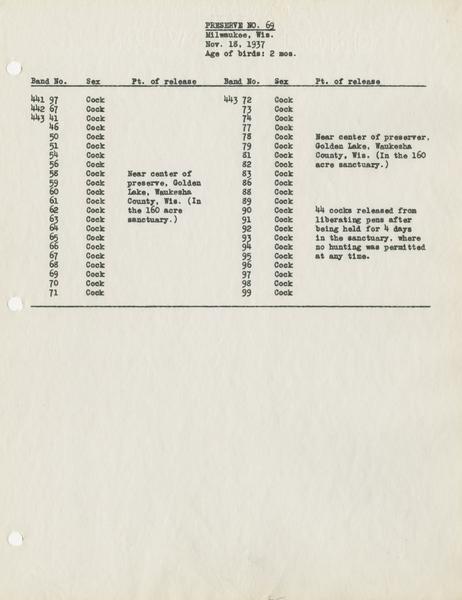 PRESERVE NO. 69
Milwaukee, Wis.
Nov. 18, 1937
Age of birds: 2 mos.
Band No. Sex Pt. of release Band No. Sex Pt. of release
441 97 Cock 443 72 Cock
442 67 Cock 73 Cock
443 41 Cock 74 Cock
46 Cock 77 Cock
50 Cock 78 Cock Near center of preserver,
51 Cock 79 Cock Golden Lake, Waukesha
54 Cock 81 Cock County, Wis. (In the 160
56 Cock 82 Cock acre sanctuary.)
58 Cock Near center of 83 Cock
59 Cock preserve, Golden 86 Cock
60 Cock Lake, Waukesha 88 Cock
61 Cock County, Wis. (In 89 Cock
62 Cock the 160 acre 90 Cock 44 cocks released from
63 Cock sanctuary.) 91 Cock liberating pens after
64 Cock 92 Cock being held for 4 days
65 Cock 93 Cock in the sanctuary, where
66 Cock 94 Cock no hunting was permitted
67 Cock 95 Cock at any time.
68 Cock 96 Cock
69 Cock 97 Cock
70 Cock 98 Cock
71 Cock 99 Cock